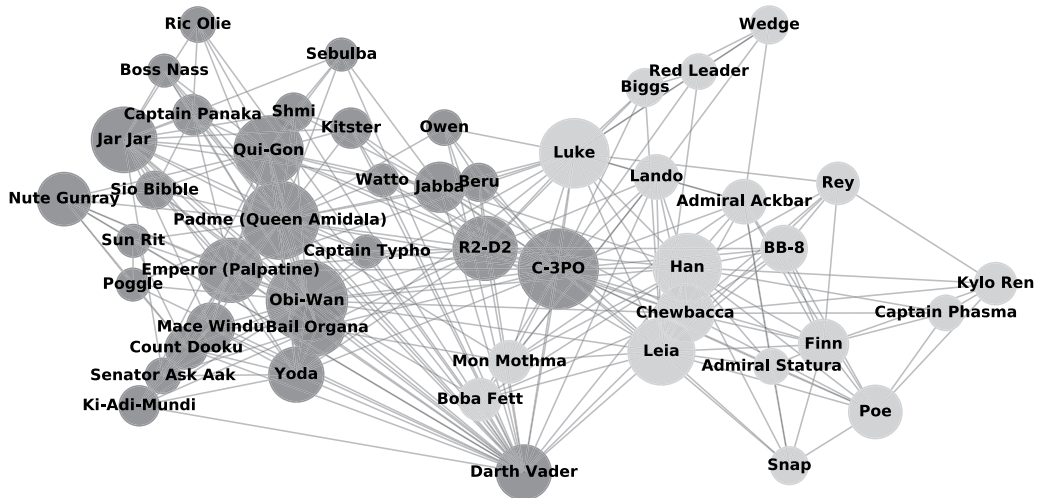 Ric Olie
Wedge
Sebulba
Boss Nass
Red Leader
Biggs
Captain Panaka
Shmi
Kitster
Owen
Jar Jar
Qui-Gon
Luke
Nute Gunray
Sio Bibble
Watto
Jabba
Beru
Lando
Rey
Admiral Ackbar
Padme (Queen Amidala)
Sun Rit
Captain Typho
R2-D2
BB-8
Emperor (Palpatine)
C-3PO
Han
Poggle
Kylo Ren
Obi-Wan
Chewbacca
Captain Phasma
Mace Windu
Bail Organa
Count Dooku
Leia
Finn
Mon Mothma
Admiral Statura
Senator Ask Aak
Yoda
Boba Fett
Ki-Adi-Mundi
Poe
Darth Vader
Snap